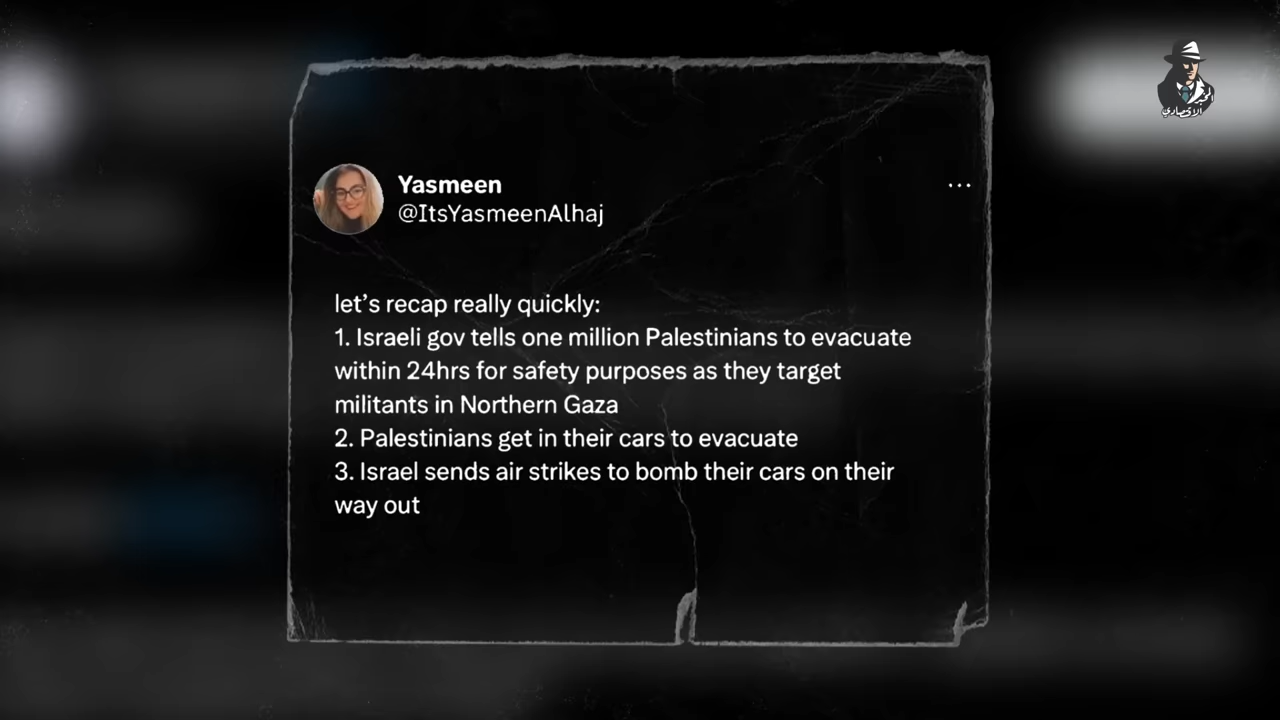 المخبر
الاقتصادي
Yasmeen
@ItsYasmeenAlhaj
let's recap really quickly:
1. Israeli gov tells one million Palestinians to evacuate
within 24hrs for safety purposes as they target
militants in Northern Gaza
2. Palestinians get in their cars to evacuate
3. Israel sends air strikes to bomb their cars on their
way out